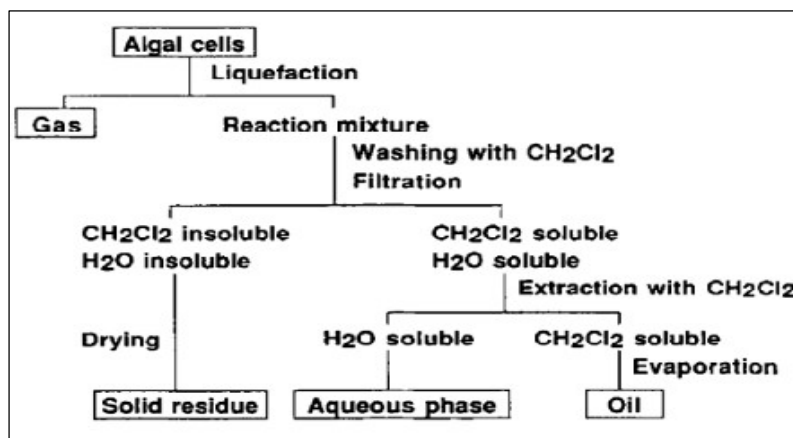 Algal cells
Liquefaction
Gas
Reaction mixture
Washing with CH2Cl2
Filtration
CH2Cl2 insoluble
H2O insoluble
CH2Cl2 soluble
H2O soluble
Extraction with CH2Cl2
Drying
H2O soluble
CH2Cl2 soluble
Evaporation
Solid residue
Aqueous phase
Oil